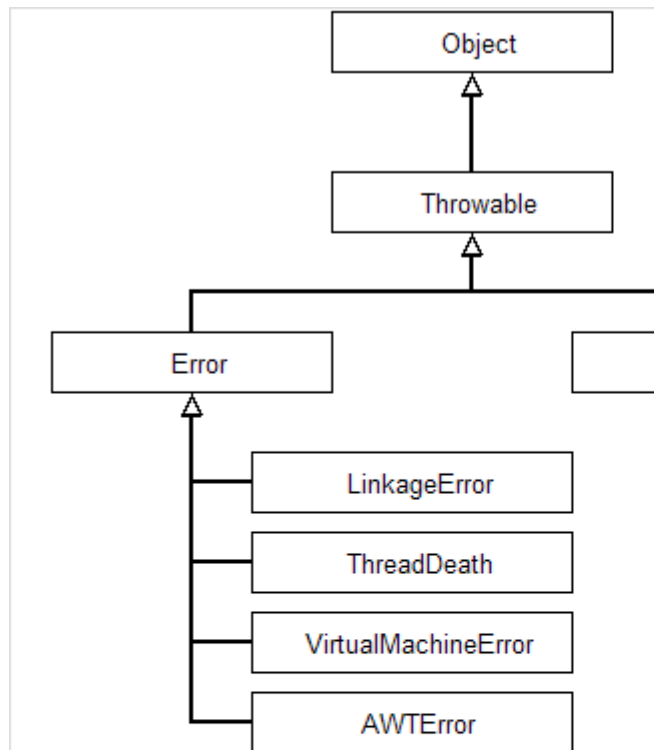 Object
Throwable
Error
LinkageError
ThreadDeath
VirtualMachineError
AWTError